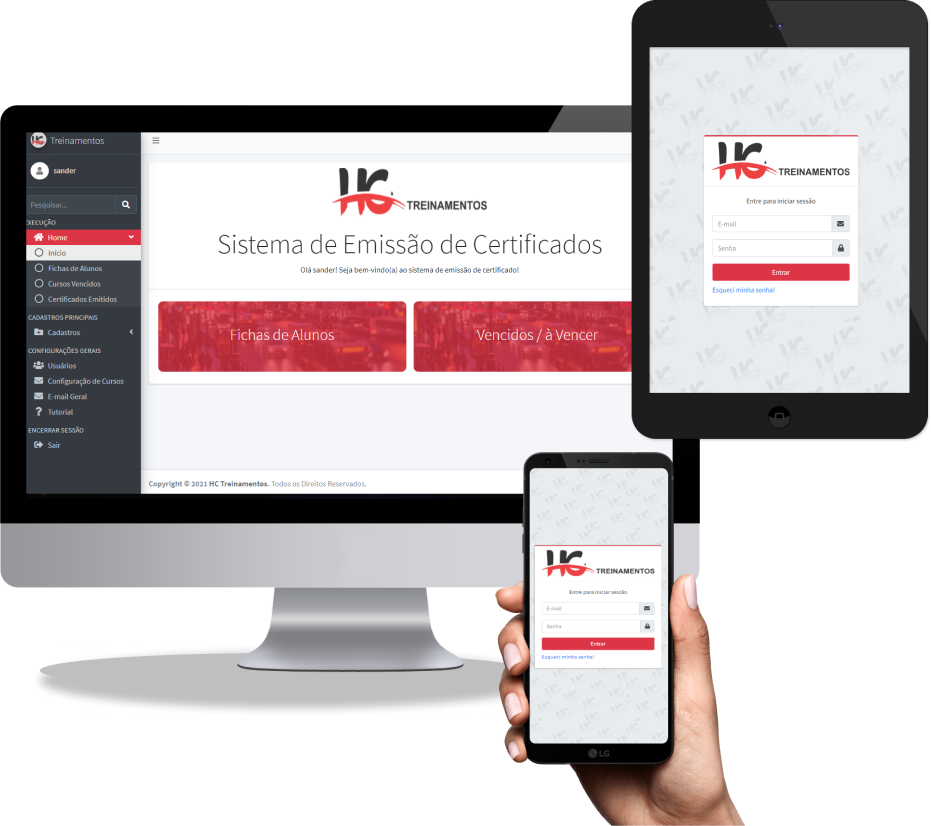 HC Treinamentos
sander
Pesquisar...
EXECUÇÃO
Home
Início
Fichas de Alunos
Cursos Vencidos
Certificados Emitidos
CADASTROS PRINCIPAIS
Cadastros
CONFIGURAÇÕES GERAIS
Usuários
Configuração de Cursos
E-mail Geral
Tutorial
ENCERRAR SESSÃO
Sair
HC TREINAMENTOS
Sistema de Emissão de Certificados
Olá sander! Seja bem-vindo(a) ao sistema de emissão de certificado!
Fichas de Alunos
Vencidos / à Vencer
Copyright © 2021 HC Treinamentos. Todos os Direitos Reservados.
HC TREINAMENTOS
Entre para iniciar sessão
E-mail
Senha
Entrar
Esqueci minha senha!
HC TREINAMENTOS
Entre para iniciar sessão
E-mail
Senha
Entrar
Esqueci minha senha!
LG